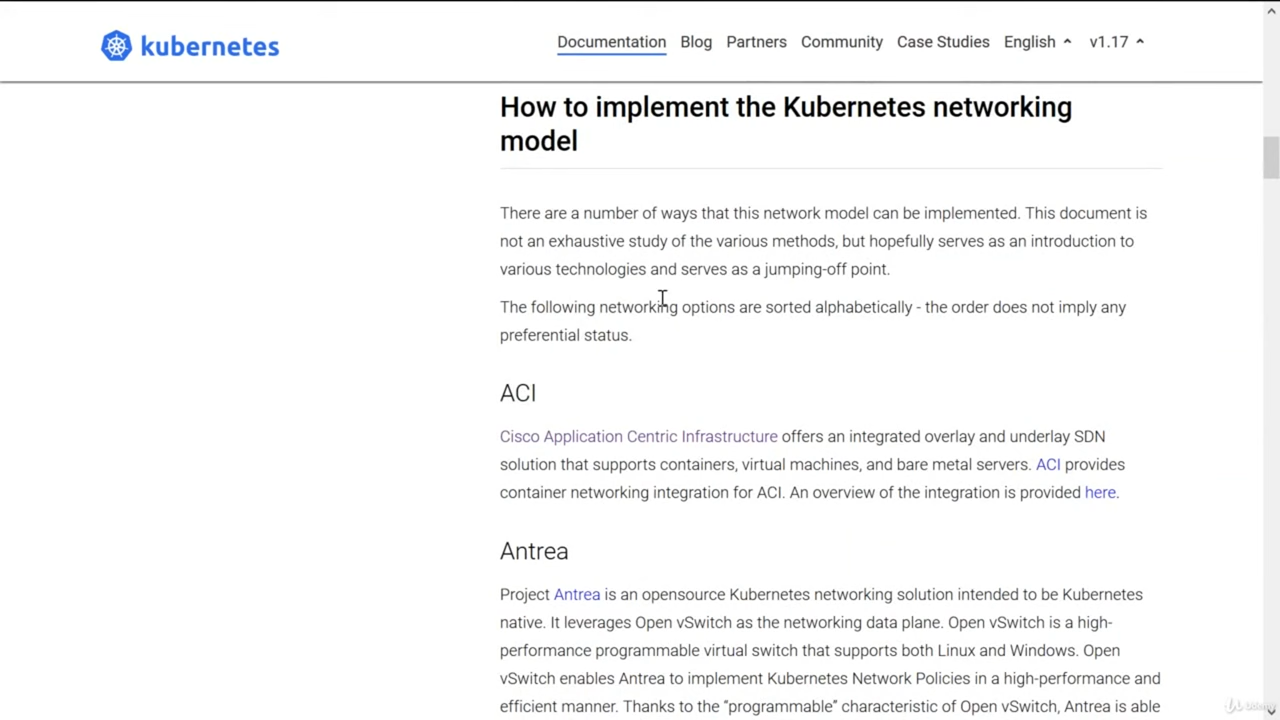 kubernetes
Documentation Blog Partners Community Case Studies English v1.17
How to implement the Kubernetes networking
model
There are a number of ways that this network model can be implemented. This document is
not an exhaustive study of the various methods, but hopefully serves as an introduction to
various technologies and serves as a jumping-off point.
The following networking options are sorted alphabetically - the order does not imply any
preferential status.
ACI
Cisco Application Centric Infrastructure offers an integrated overlay and underlay SDN
solution that supports containers, virtual machines, and bare metal servers. ACI provides
container networking integration for ACI. An overview of the integration is provided here.
Antrea
Project Antrea is an opensource Kubernetes networking solution intended to be Kubernetes
native. It leverages Open vSwitch as the networking data plane. Open vSwitch is a high-
performance programmable virtual switch that supports both Linux and Windows. Open
vSwitch enables Antrea to implement Kubernetes Network Policies in a high-performance and
efficient manner. Thanks to the “programmable” characteristic of Open vSwitch, Antrea is able
Udemy